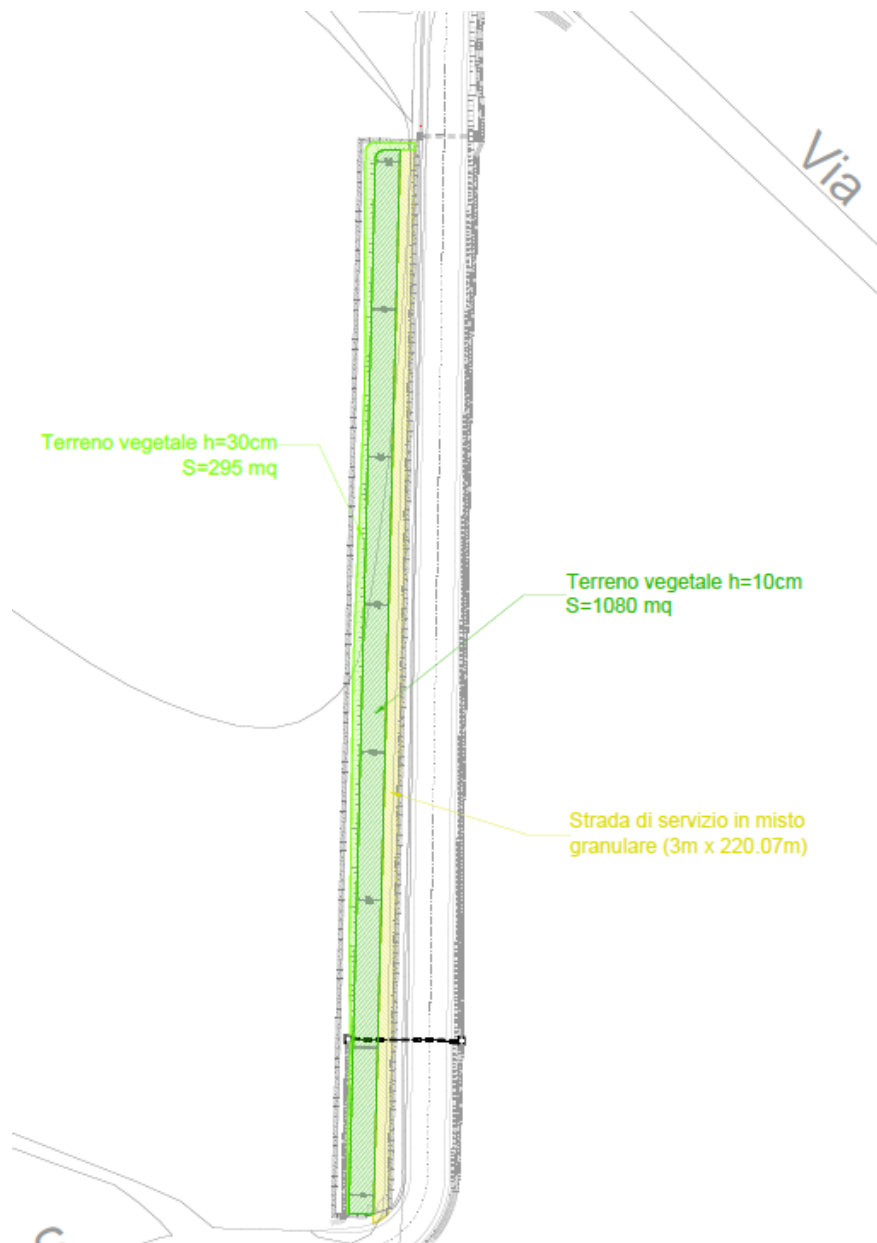 Via
Terreno vegetale h=30cm
S=295 mq
Terreno vegetale h=10cm
S=1080 mq
Strada di servizio in misto
granulare (3m x 220.07m)